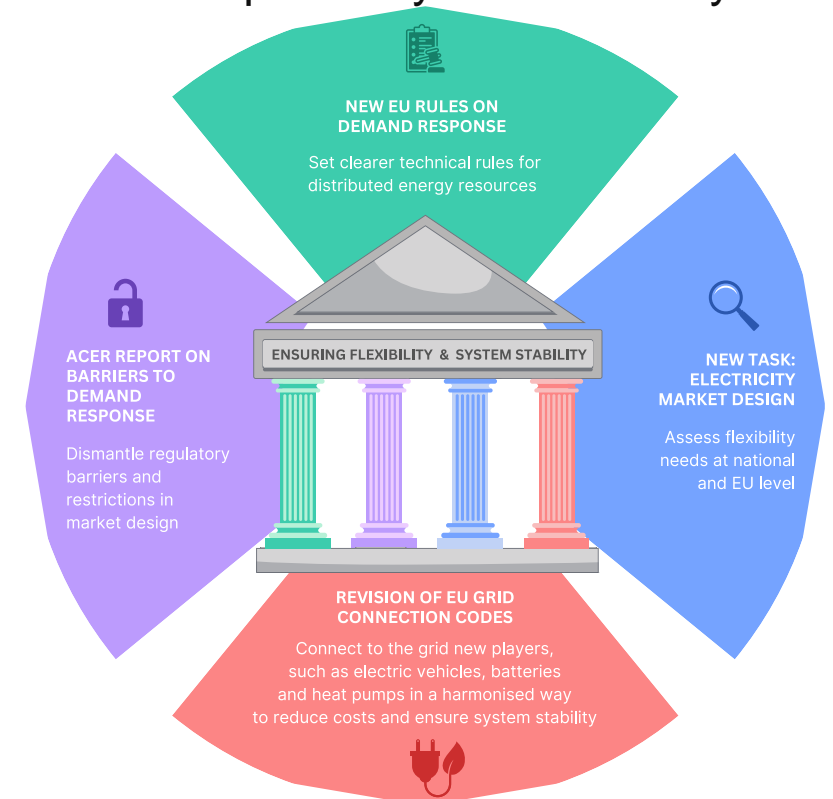 NEW EU RULES ON
DEMAND RESPONSE
Set clearer technical rules for
distributed energy resources
ENSURING FLEXIBILITY & SYSTEM STABILITY
ACER REPORT ON
BARRIERS TO
DEMAND
RESPONSE
Dismantle regulatory
barriers and
restrictions in
market design
NEW TASK:
ELECTRICITY
MARKET DESIGN
Assess flexibility
needs at national
and EU level
REVISION OF EU GRID
CONNECTION CODES
Connect to the grid new players,
such as electric vehicles, batteries
and heat pumps in a harmonised way
to reduce costs and ensure system stability